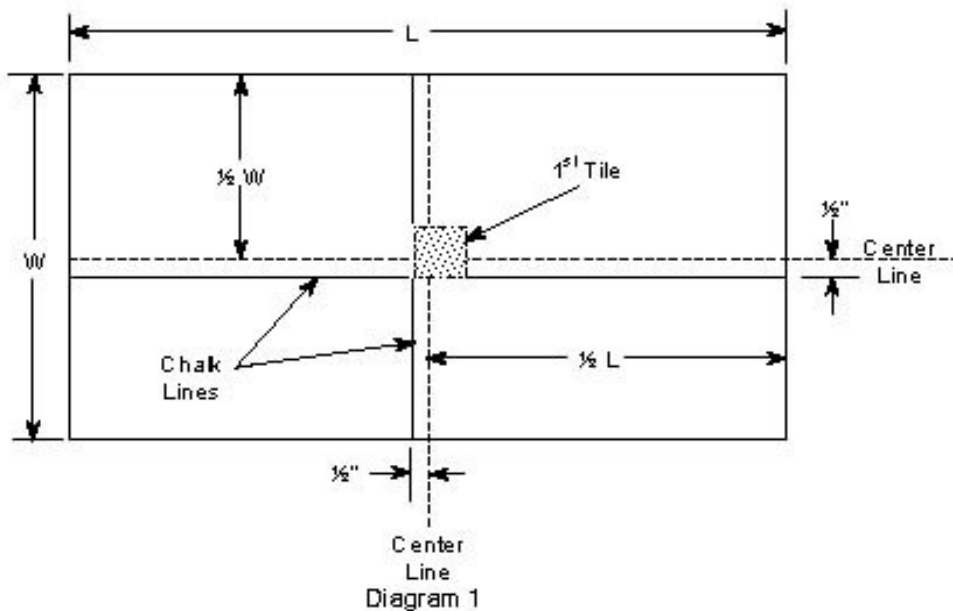 L
½ W
1st Tile
½"
W
Center
Line
Chalk
Lines
½ L
½"
Center
Line
Diagram 1